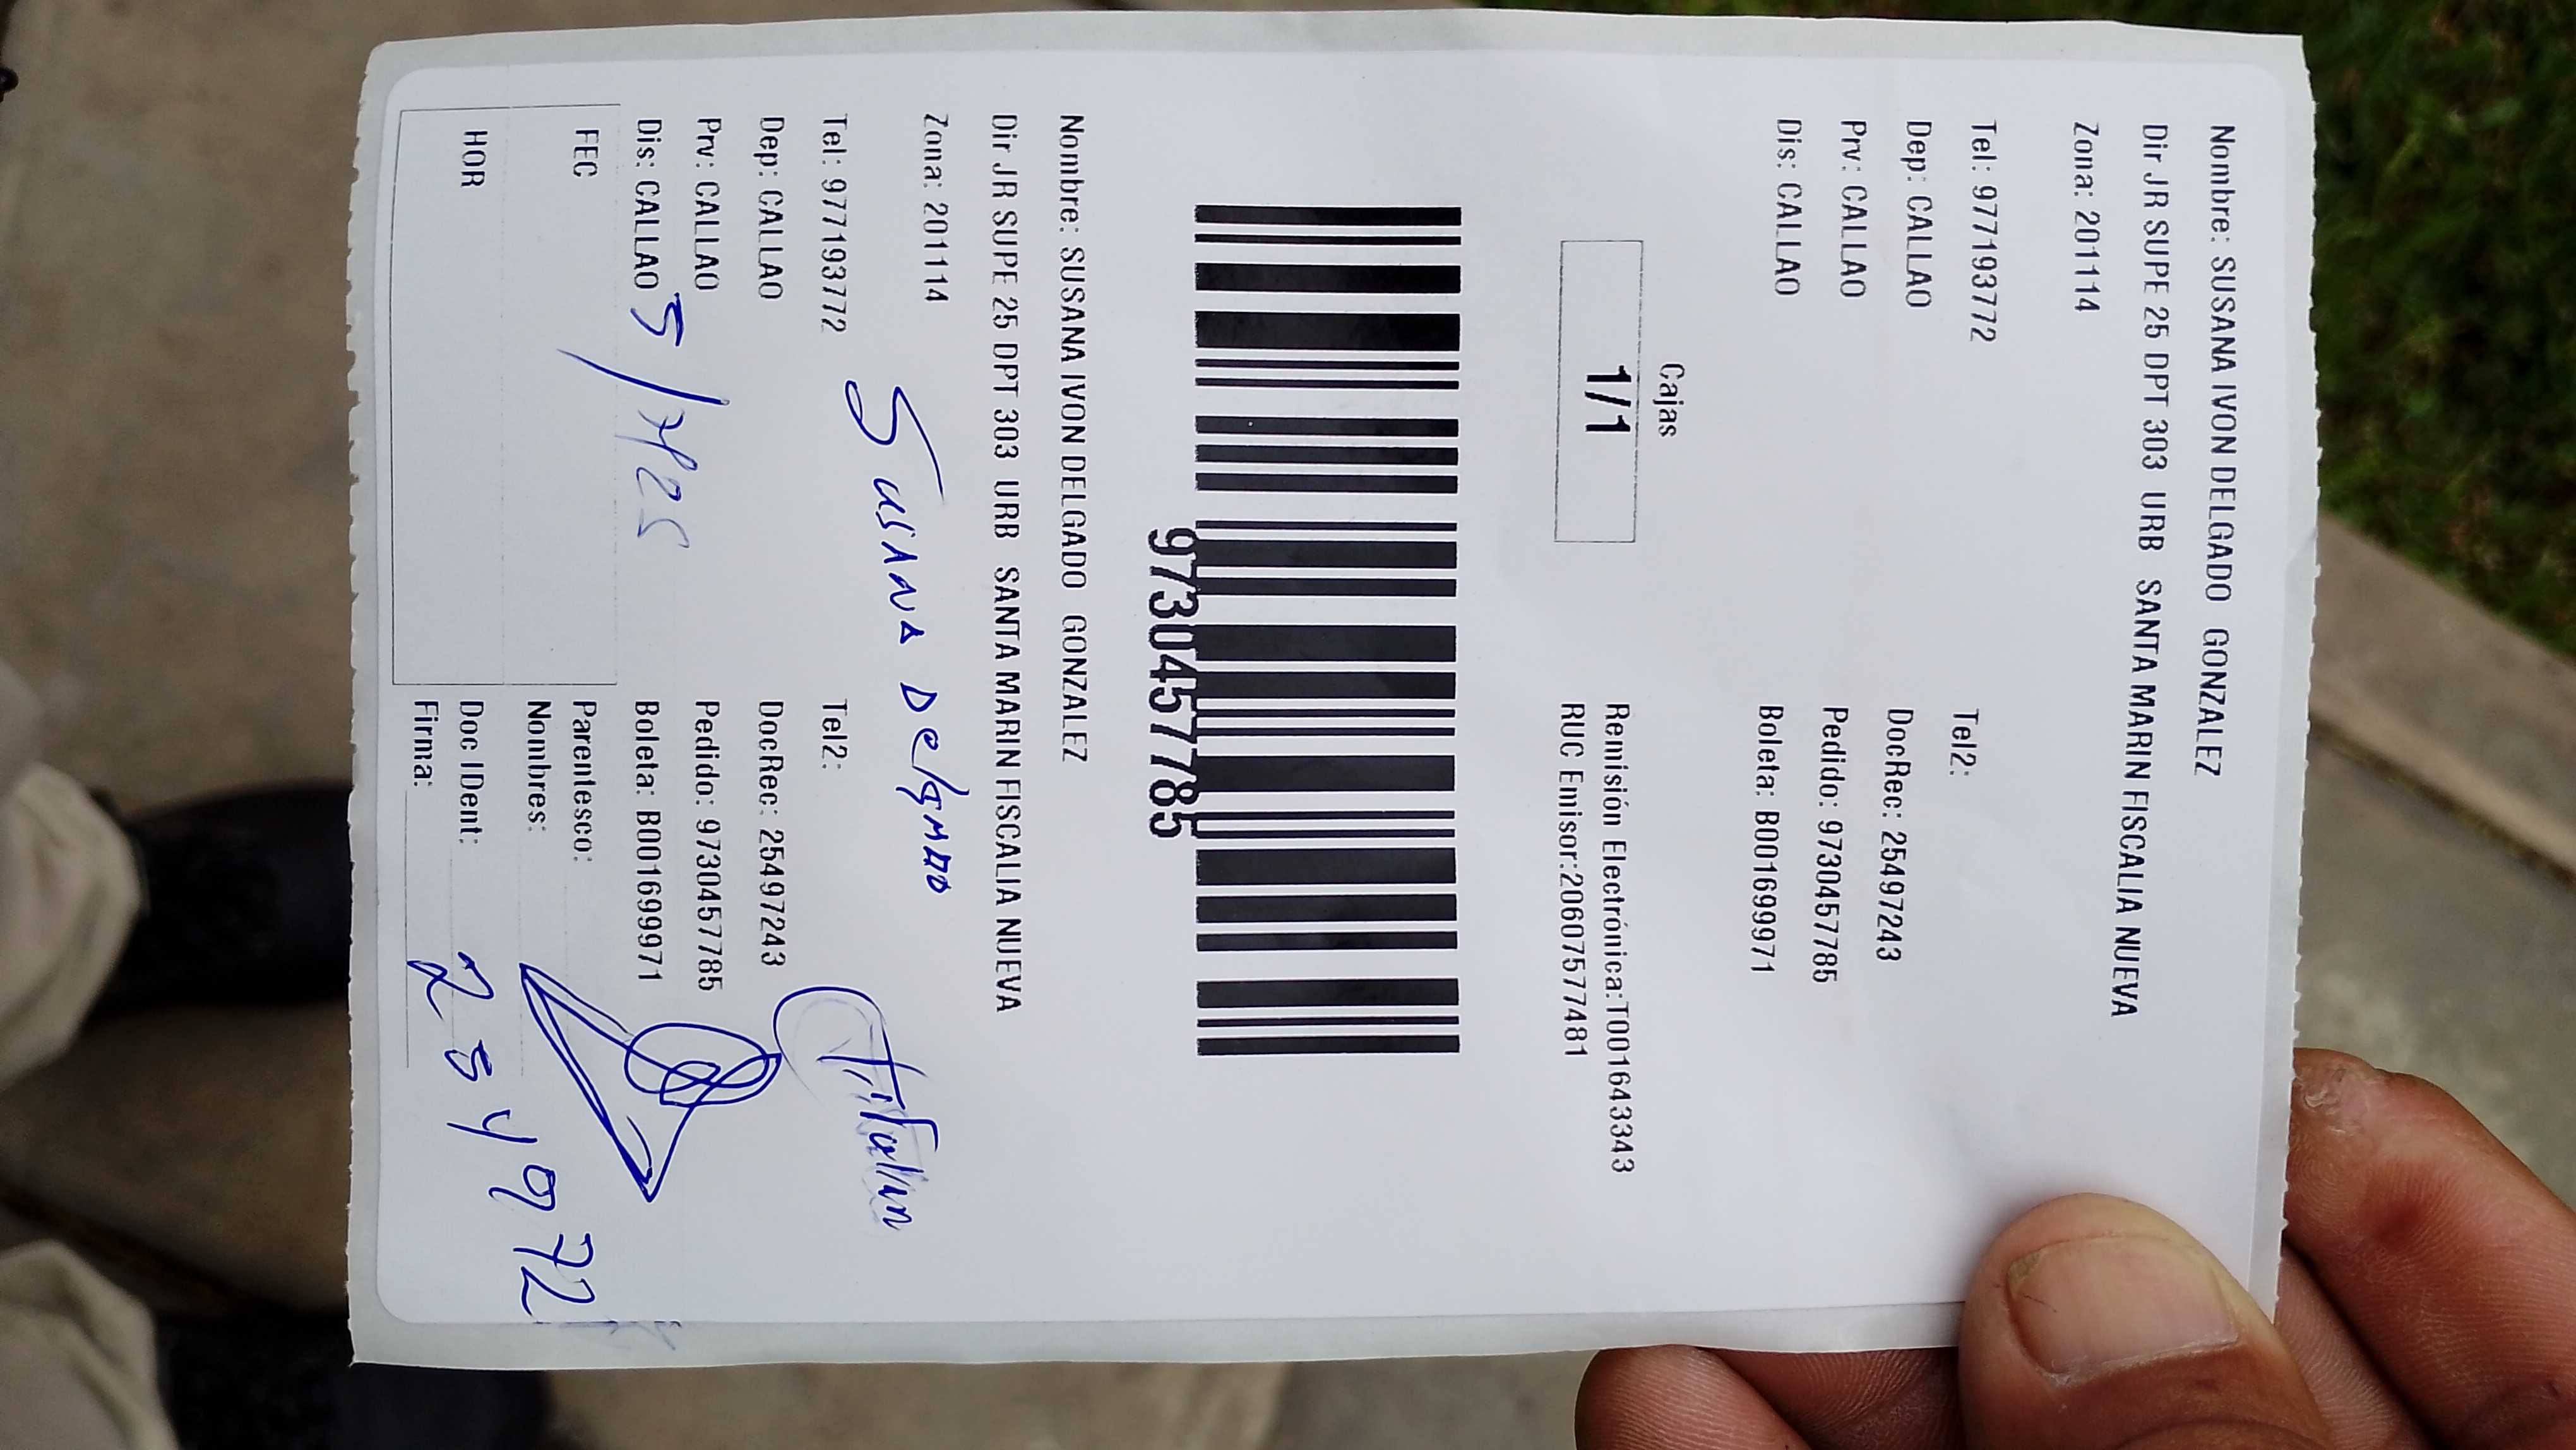 Nombre: SUSANA IVON DELGADO GONZALEZ
Dir JR SUPE 25 DPT 303 URB SANTA MARIN FISCALIA NUEVA
Zona: 201114
Tel: 977193772 Tel2:
Dep: CALLAO DocRec: 25497243
Prv: CALLAO Pedido: 9730457785
Dis: CALLAO Boleta: B001699971
Cajas
1/1
Remisión Electrónica:T001643343
RUC Emisor:20607577481
9730457785
Nombre: SUSANA IVON DELGADO GONZALEZ
Dir JR SUPE 25 DPT 303 URB SANTA MARIN FISCALIA NUEVA
Zona: 201114
Susana Delgado
Tel: 977193772 Tel2:
Dep: CALLAO DocRec: 25497243
Prv: CALLAO Pedido: 9730457785
Dis: CALLAO Boleta: B001699971
FEC
HOR
Parentesco:
Nombres:
Doc IDent:
Firma: